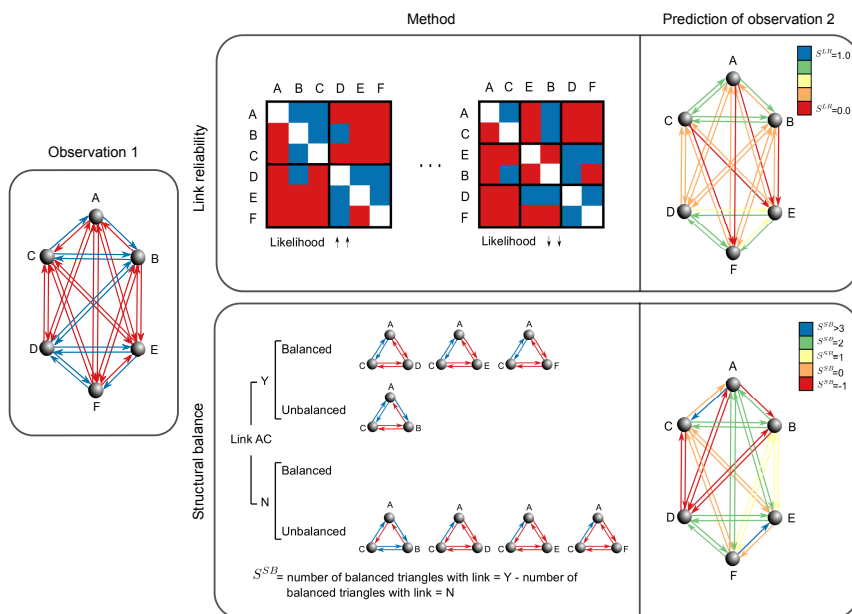 Method
Prediction of observation 2
Observation 1
A
C
B
D
E
F
Link reliability
A B C D E F
A
B
C
D
E
F
Likelihood
...
A C E B D F
A
C
E
B
D
F
Likelihood
S^{LR}=1.0
S^{LR}=0.0
A
C
B
D
E
F
Structural balance
Link AC
Y
Balanced
A
C D
A
C E
A
C F
Unbalanced
A
C B
N
Balanced
Unbalanced
A
C B
A
C D
A
C E
A
C F
S^{SB}= number of balanced triangles with link = Y - number of
balanced triangles with link = N
S^{SB}>3
S^{SB}=2
S^{SB}=1
S^{SB}=0
S^{SB}=-1
A
C
B
D
E
F